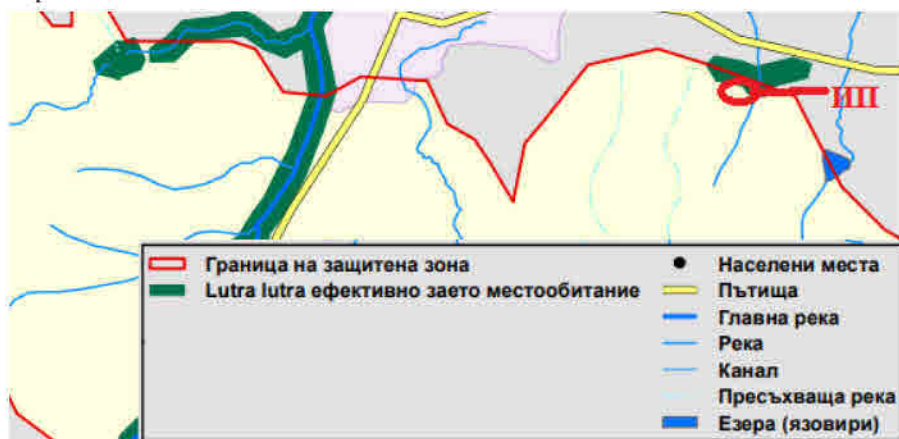 ИП
Граница на защитена зона
Lutra lutra ефективно заето местообитание
Населени места
Пътища
Главна река
Река
Канал
Пресъхваща река
Езера (язовири)